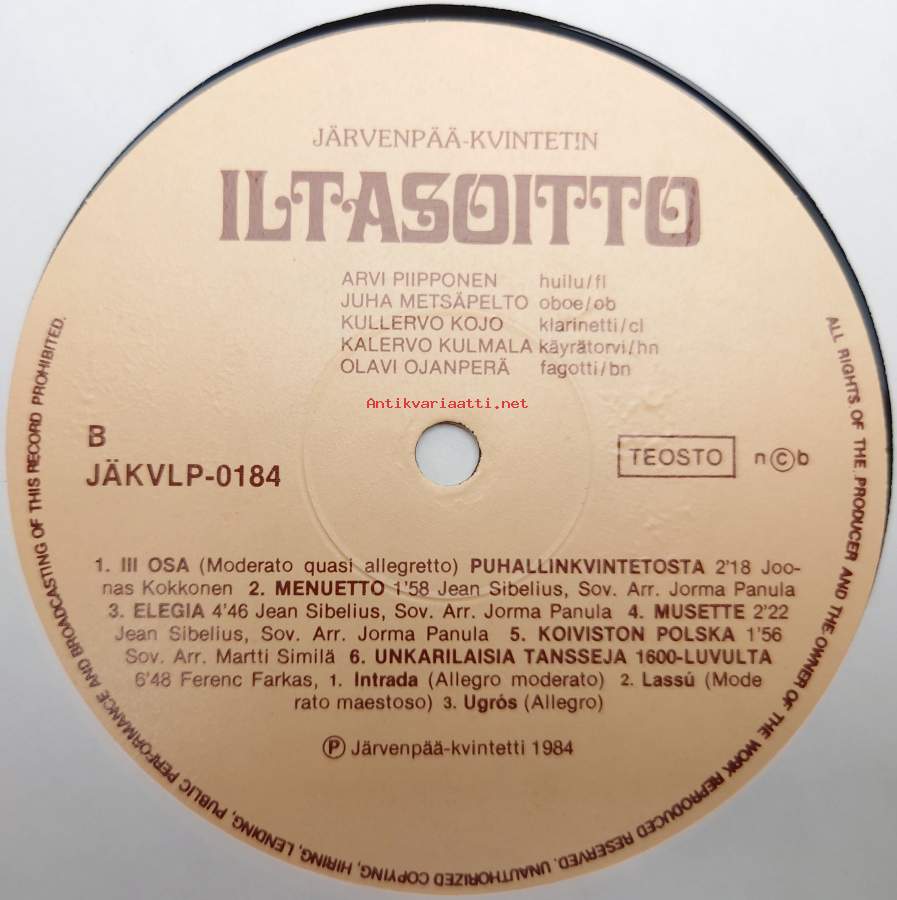 JÄRVENPÄÄ-KVINTETIN
ILTASOITTO
ARVI PIIPPONEN huilu/fl
JUHA METSÄPELTO oboe/ob
KULLERVO KOJO klarinetti/cl
KALERVO KULMALA käyrätorvi/hn
OLAVI OJANPERÄ fagotti/bn
Antikvariaatti.net
B
JÄKVLP-0184
TEOSTO n©b
1. III OSA (Moderato quasi allegretto) PUHALLINKVINTETOSTA 2'18 Joo-
nas Kokkonen 2. MENUETTO 1'58 Jean Sibelius, Sov. Arr. Jorma Panula
3. ELEGIA 4'46 Jean Sibelius, Sov. Arr. Jorma Panula 4. MUSETTE 2'22
Jean Sibelius, Sov. Arr. Jorma Panula 5. KOIVISTON POLSKA 1'56
Sov. Arr. Martti Similä 6. UNKARILAISIA TANSSEJA 1600-LUVULTA
6'48 Ferenc Farkas, 1. Intrada (Allegro moderato) 2. Lassú (Mode
rato maestoso) 3. Ugrós (Allegro)
Ⓟ Järvenpää-kvintetti 1984
ALL RIGHTS OF THE PRODUCER AND THE OWNER OF THE WORK REPRODUCED RESERVED. UNAUTHORIZED COPYING, HIRING, LENDING, PUBLIC PERFORMANCE AND BROADCASTING OF THIS RECORD PROHIBITED.